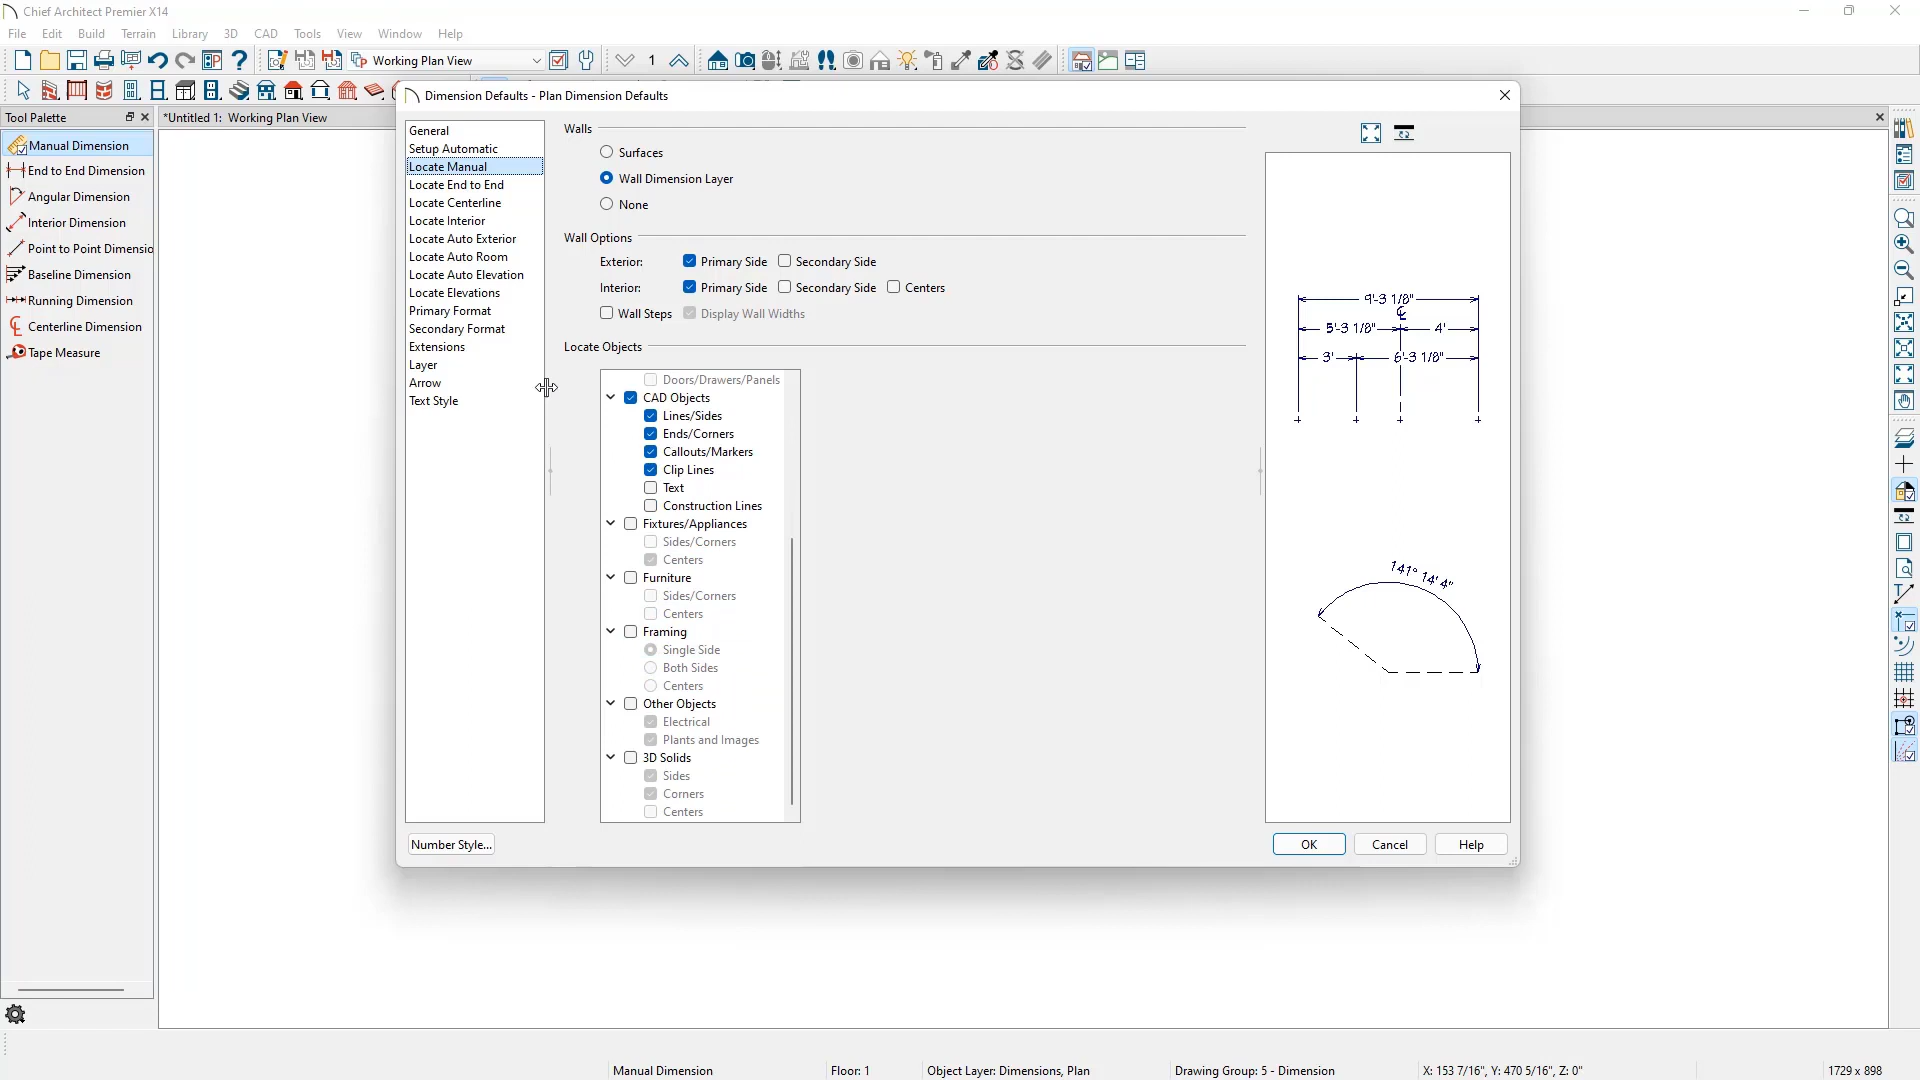 Chief Architect Premier X14
File Edit Build Terrain Library 3D CAD Tools View Window Help
Working Plan View
1
Tool Palette
*Untitled 1: Working Plan View
Manual Dimension
End to End Dimension
Angular Dimension
Interior Dimension
Point to Point Dimensio
Baseline Dimension
Running Dimension
Centerline Dimension
Tape Measure
Dimension Defaults - Plan Dimension Defaults
General
Setup Automatic
Locate Manual
Locate End to End
Locate Centerline
Locate Interior
Locate Auto Exterior
Locate Auto Room
Locate Auto Elevation
Locate Elevations
Primary Format
Secondary Format
Extensions
Layer
Arrow
Text Style
Number Style...
Walls
Surfaces
Wall Dimension Layer
None
Wall Options
Exterior: Primary Side Secondary Side
Interior: Primary Side Secondary Side Centers
Wall Steps Display Wall Widths
Locate Objects
Doors/Drawers/Panels
CAD Objects
Lines/Sides
Ends/Corners
Callouts/Markers
Clip Lines
Text
Construction Lines
Fixtures/Appliances
Sides/Corners
Centers
Furniture
Sides/Corners
Centers
Framing
Single Side
Both Sides
Centers
Other Objects
Electrical
Plants and Images
3D Solids
Sides
Corners
Centers
9'-3 1/8"
5'-3 1/8" 4'
3' 6'-3 1/8"
141° 14' 4"
OK Cancel Help
Manual Dimension Floor: 1 Object Layer: Dimensions, Plan Drawing Group: 5 - Dimension X: 153 7/16", Y: 470 5/16", Z: 0" 1729 x 898